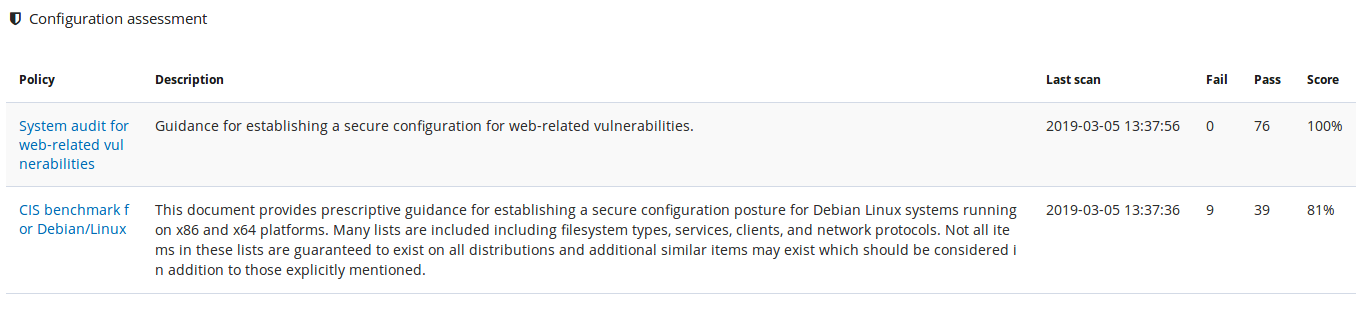 Configuration assessment
Policy Description Last scan Fail Pass Score
System audit for
web-related vul
nerabilities
Guidance for establishing a secure configuration for web-related vulnerabilities.
2019-03-05 13:37:56 0 76 100%
CIS benchmark f
or Debian/Linux
This document provides prescriptive guidance for establishing a secure configuration posture for Debian Linux systems running
on x86 and x64 platforms. Many lists are included including filesystem types, services, clients, and network protocols. Not all ite
ms in these lists are guaranteed to exist on all distributions and additional similar items may exist which should be considered i
n addition to those explicitly mentioned.
2019-03-05 13:37:36 9 39 81%